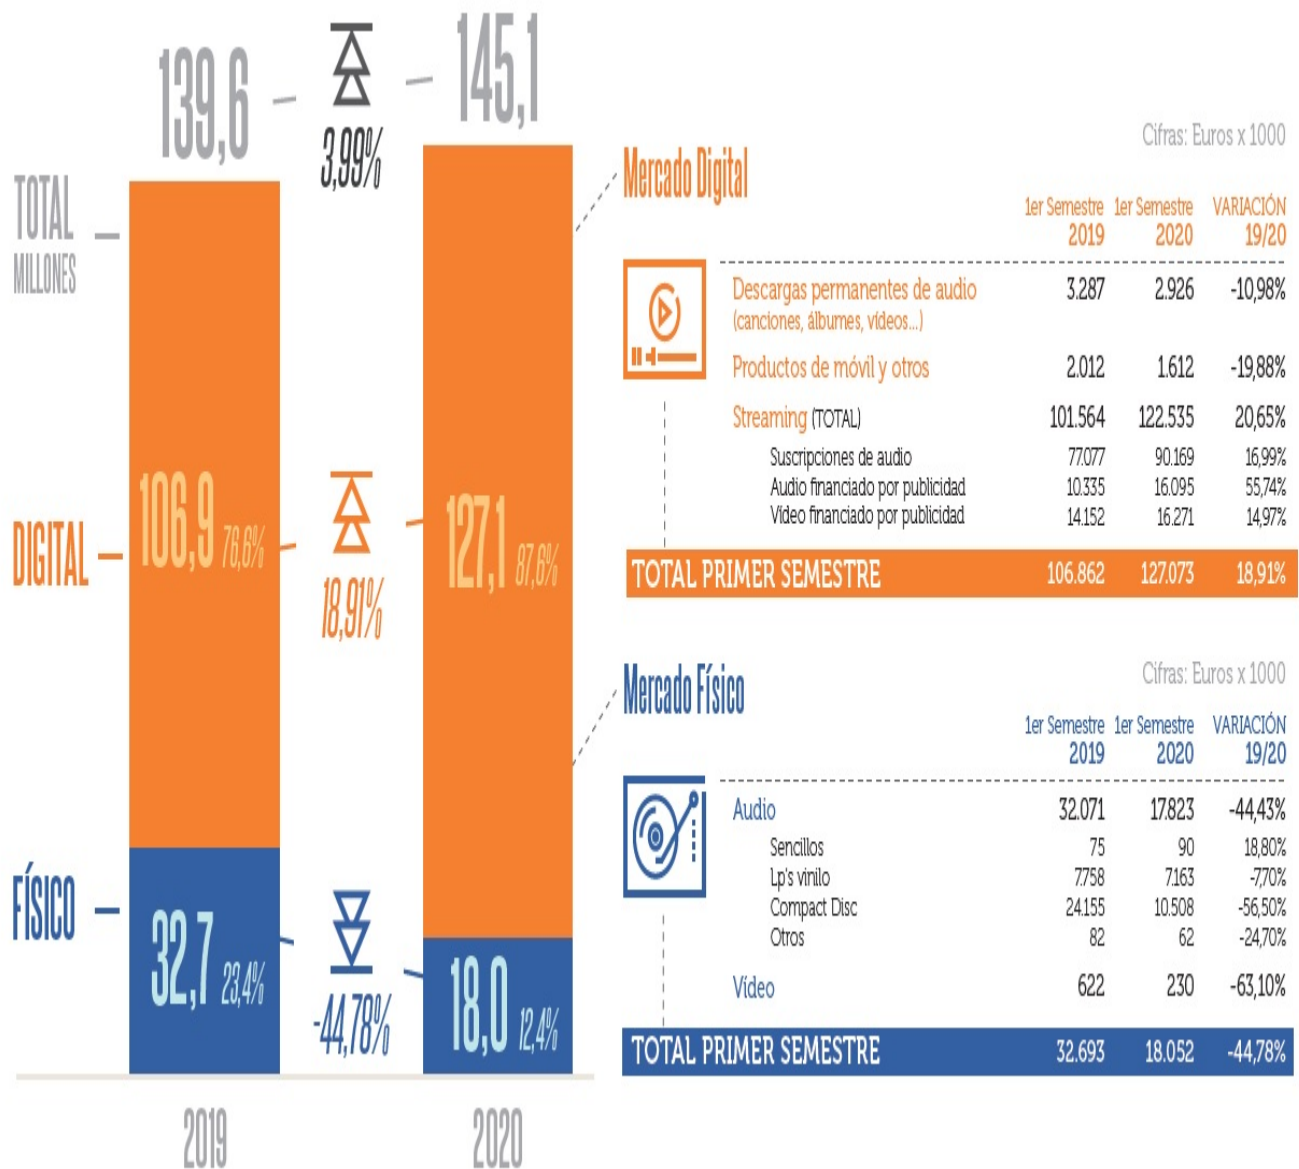 139,6
3,99%
145,1
TOTAL
MILLONES
DIGITAL
106,9 76,6%
18,91%
127,1 87,6%
FÍSICO
32,7 23,4%
-44,78%
18,0 12,4%
2019
2020
Mercado Digital
Cifras: Euros x 1000
1er Semestre 1er Semestre VARIACIÓN
2019 2020 19/20
Descargas permanentes de audio 3.287 2.926 -10,98%
(canciones, álbumes, vídeos...)
Productos de móvil y otros 2.012 1.612 -19,88%
Streaming (TOTAL) 101.564 122.535 20,65%
Suscripciones de audio 77.077 90.169 16,99%
Audio financiado por publicidad 10.335 16.095 55,74%
Vídeo financiado por publicidad 14.152 16.271 14,97%
TOTAL PRIMER SEMESTRE 106.862 127.073 18,91%
Mercado Físico
Cifras: Euros x 1000
1er Semestre 1er Semestre VARIACIÓN
2019 2020 19/20
Audio 32.071 17.823 -44,43%
Sencillos 75 90 18,80%
Lp's vinilo 7.758 7.163 -7,70%
Compact Disc 24.155 10.508 -56,50%
Otros 82 62 -24,70%
Vídeo 622 230 -63,10%
TOTAL PRIMER SEMESTRE 32.693 18.052 -44,78%